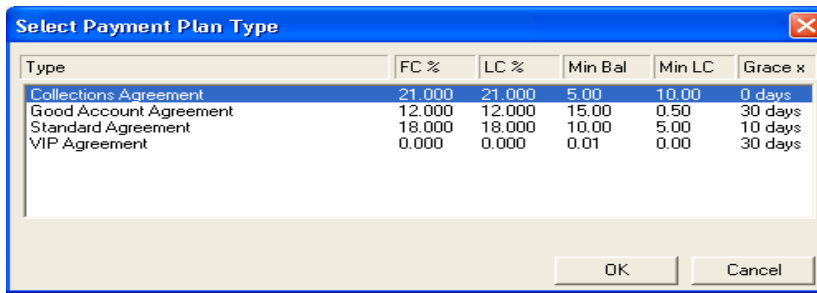 Select Payment Plan Type
Type FC % LC % Min Bal Min LC Grace x
Collections Agreement 21.000 21.000 5.00 10.00 0 days
Good Account Agreement 12.000 12.000 15.00 0.50 30 days
Standard Agreement 18.000 18.000 10.00 5.00 10 days
VIP Agreement 0.000 0.000 0.01 0.00 30 days
OK Cancel